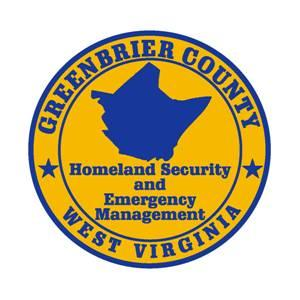 GREENBRIER COUNTY
Homeland Security
and
Emergency
Management
WEST VIRGINIA